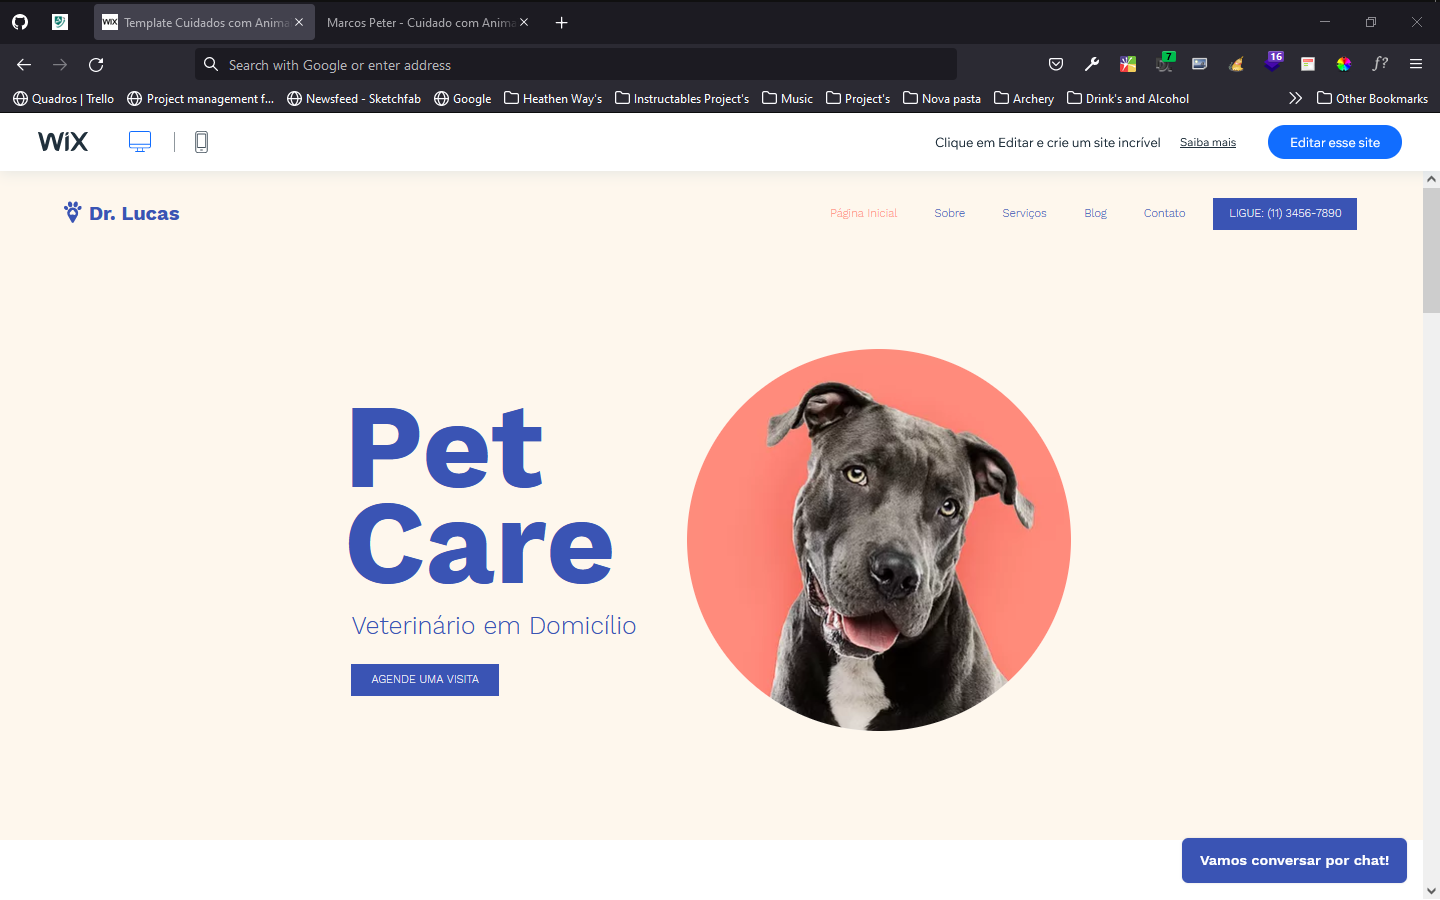 WiX Template Cuidados com Anima
Marcos Peter - Cuidado com Anima
Search with Google or enter address
7
16
f?
Quadros | Trello
Project management f...
Newsfeed - Sketchfab
Google
Heathen Way's
Instructables Project's
Music
Project's
Nova pasta
Archery
Drink's and Alcohol
Other Bookmarks
WiX
Clique em Editar e crie um site incrível
Saiba mais
Editar esse site
Dr. Lucas
Página Inicial
Sobre
Serviços
Blog
Contato
LIGUE: (11) 3456-7890
Pet
Care
Veterinário em Domicílio
AGENDE UMA VISITA
Vamos conversar por chat!